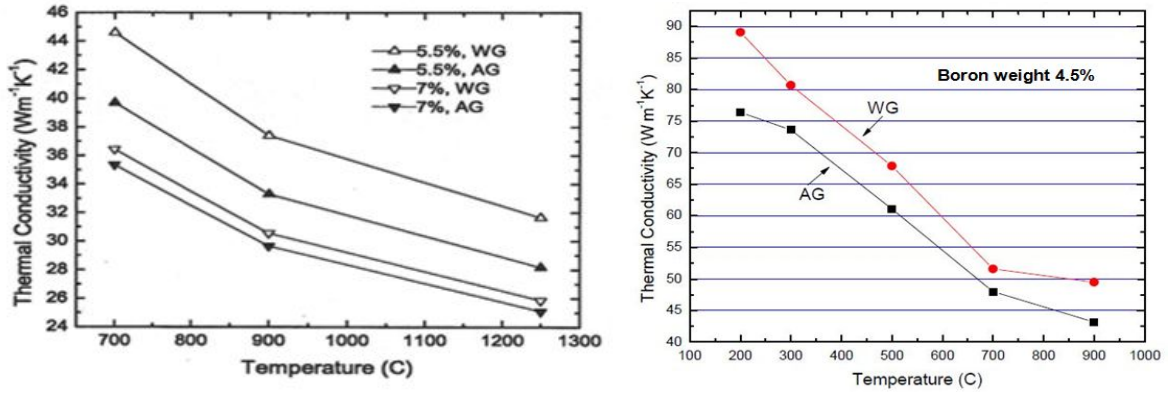 Thermal Conductivity (Wm⁻¹K⁻¹)
46
44
42
40
38
36
34
32
30
28
26
24
5.5%, WG
5.5%, AG
7%, WG
7%, AG
700 800 900 1000 1100 1200 1300
Temperature (C)
Thermal Conductivity (W m⁻¹K⁻¹)
90
85
80
75
70
65
60
55
50
45
40
Boron weight 4.5%
WG
AG
100 200 300 400 500 600 700 800 900 1000
Temperature (C)